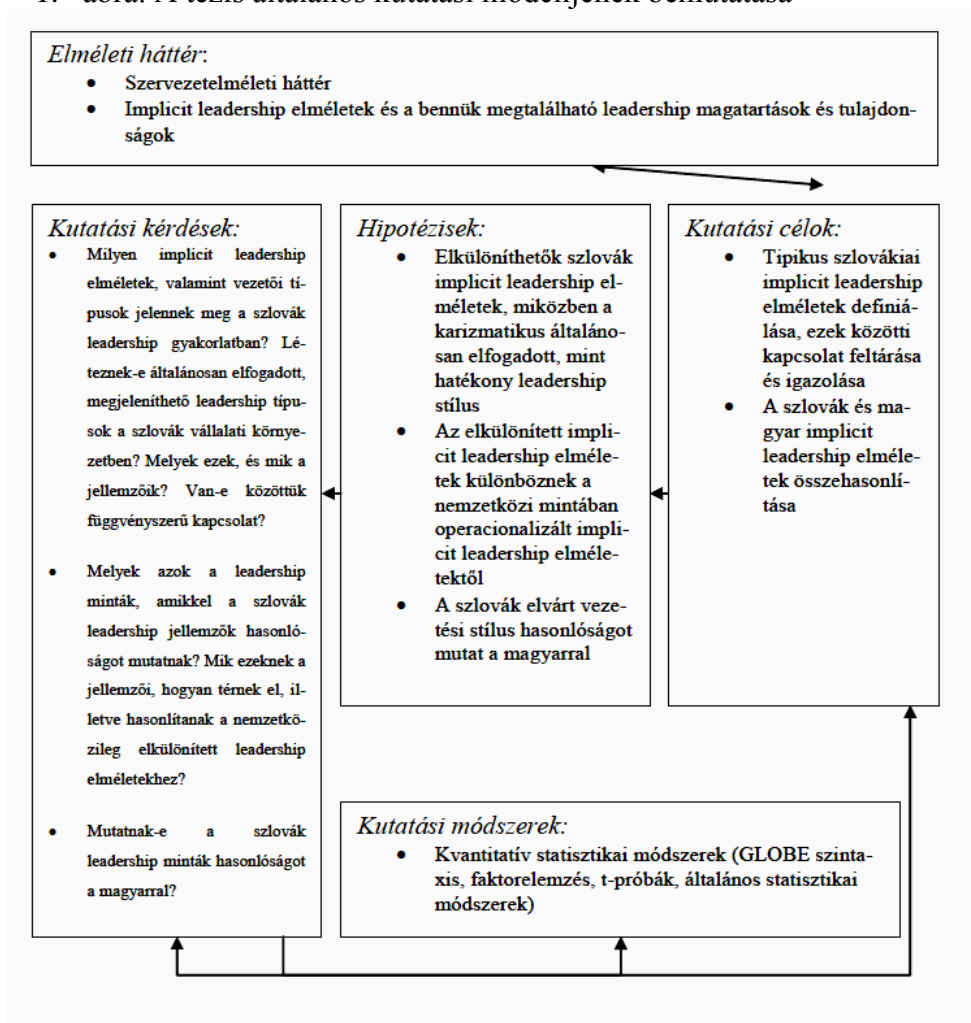 1. ábra: A tézis általános kutatási modelljének bemutatása
Elméleti háttér:
• Szervezetelméleti háttér
• Implicit leadership elméletek és a bennük megtalálható leadership magatartások és tulajdon-
ságok
Kutatási kérdések:
• Milyen implicit leadership
elméletek, valamint vezetői tí-
pusok jelennek meg a szlovák
leadership gyakorlatban? Lé-
teznek-e általánosan elfogadott,
megjeleníthető leadership típu-
sok a szlovák vállalati környe-
zetben? Melyek ezek, és mik a
jellemzőik? Van-e közöttük
függvényszerű kapcsolat?
• Melyek azok a leadership
minták, amikkel a szlovák
leadership jellemzők hasonló-
ságot mutatnak? Mik ezeknek a
jellemzői, hogyan térnek el, il-
letve hasonlítanak a nemzetkö-
zileg elkülönített leadership
elméletekhez?
• Mutatnak-e a szlovák
leadership minták hasonlóságot
a magyarral?
Hipotézisek:
• Elkülöníthetők szlovák
implicit leadership el-
méletek, miközben a
karizmatikus általáno-
san elfogadott, mint
hatékony leadership
stílus
• Az elkülönített impli-
cit leadership elméle-
tek különböznek a
nemzetközi mintában
operacionalizált impli-
cit leadership elméle-
tektől
• A szlovák elvárt veze-
tési stílus hasonlóságot
mutat a magyarral
Kutatási célok:
• Tipikus szlovákiai
implicit leadership
elméletek definiá-
lása, ezek közötti
kapcsolat feltárása
és igazolása
• A szlovák és ma-
gyar implicit
leadership elméle-
tek összehasonlí-
tása
Kutatási módszerek:
• Kvantitatív statisztikai módszerek (GLOBE szinta-
xis, faktorelemzés, t-próbák, általános statisztikai
módszerek)